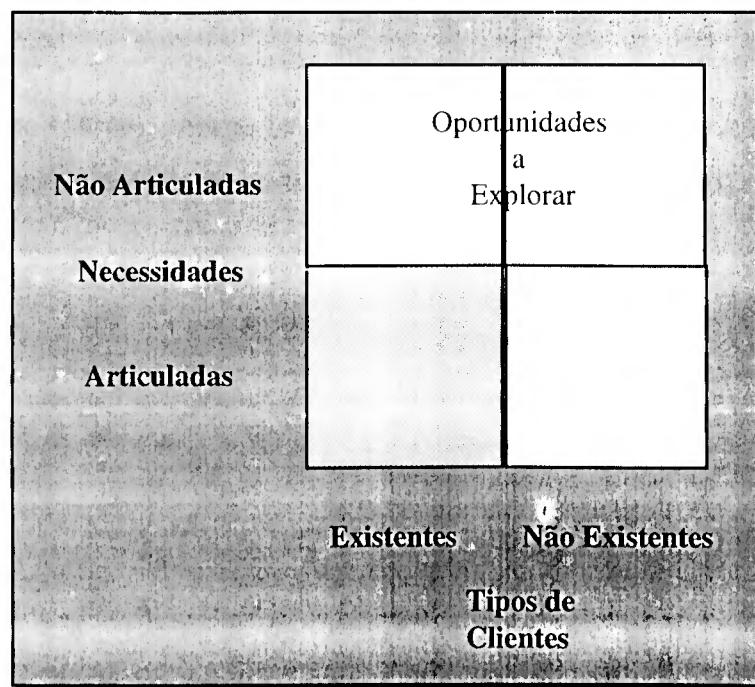 Oportunidades
a
Explorar
Não Articuladas
Necessidades
Articuladas
Existentes
Não Existentes
Tipos de
Clientes